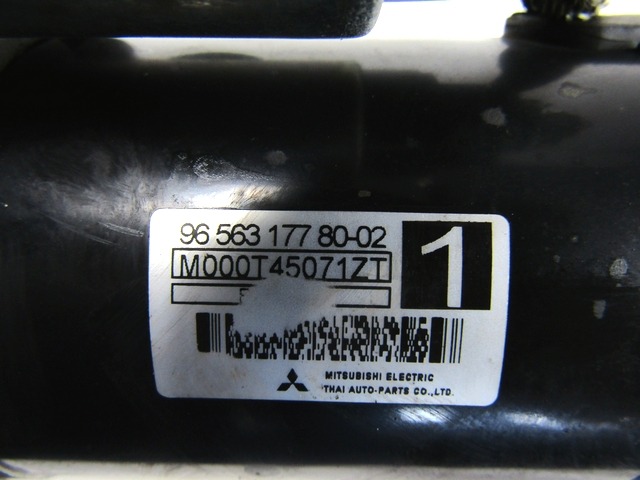 96 563 177 80-02
1
M000T45071ZT
MITSUBISHI ELECTRIC
THAI AUTO-PARTS CO.,LTD.